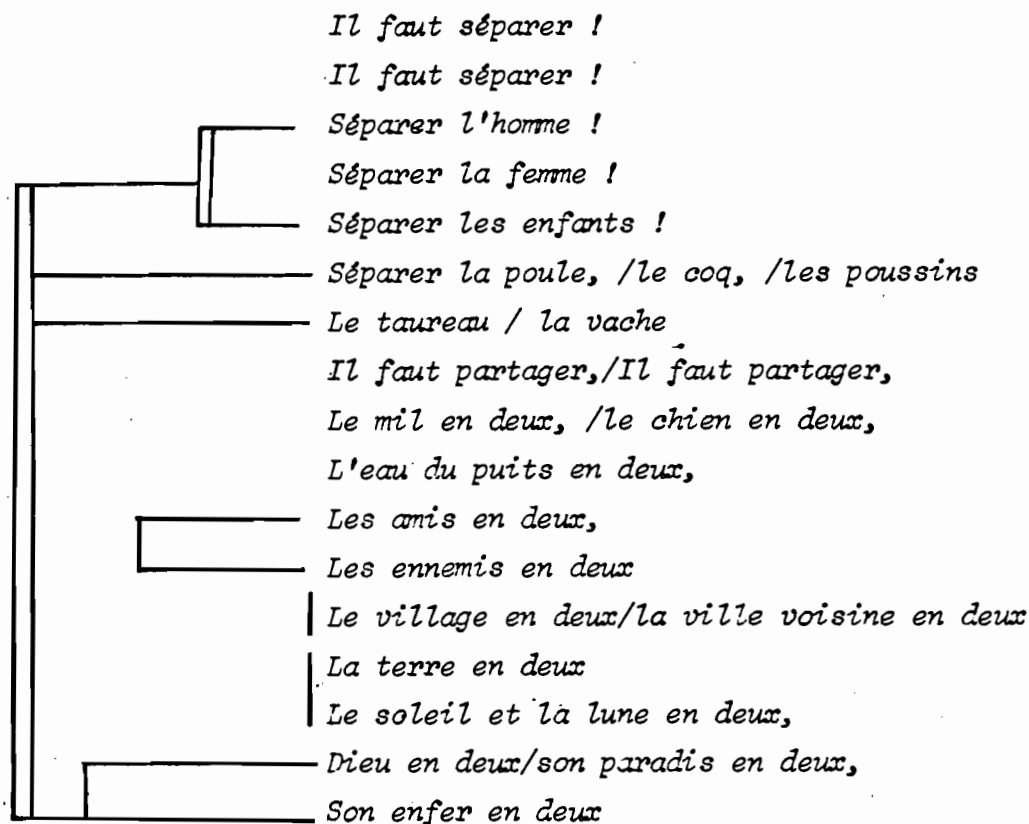 Il faut séparer !
Il faut séparer !
Séparer l'homme !
Séparer la femme !
Séparer les enfants !
Séparer la poule, /le coq, /les poussins
Le taureau / la vache
Il faut partager,/Il faut partager,
Le mil en deux, /le chien en deux,
L'eau du puits en deux,
Les amis en deux,
Les ennemis en deux
Le village en deux/la ville voisine en deux
La terre en deux
Le soleil et la lune en deux,
Dieu en deux/son paradis en deux,
Son enfer en deux